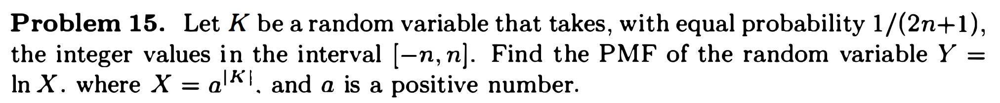 Problem 15. Let K be a random variable that takes, with equal probability 1/(2n+1),
the integer values in the interval [−n, n]. Find the PMF of the random variable Y =
ln X. where X = a^{|K|}. and a is a positive number.